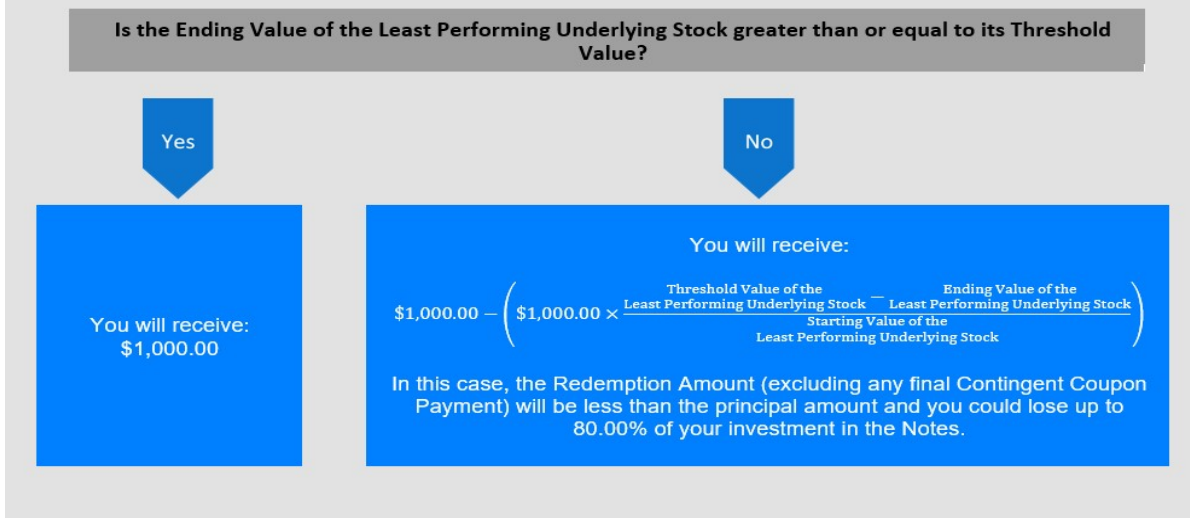 Is the Ending Value of the Least Performing Underlying Stock greater than or equal to its Threshold
Value?
Yes
No
You will receive:
$1,000.00
You will receive:
$1,000.00 − ($1,000.00 × (Threshold Value of the Least Performing Underlying Stock − Ending Value of the Least Performing Underlying Stock) / Starting Value of the Least Performing Underlying Stock)
In this case, the Redemption Amount (excluding any final Contingent Coupon
Payment) will be less than the principal amount and you could lose up to
80.00% of your investment in the Notes.